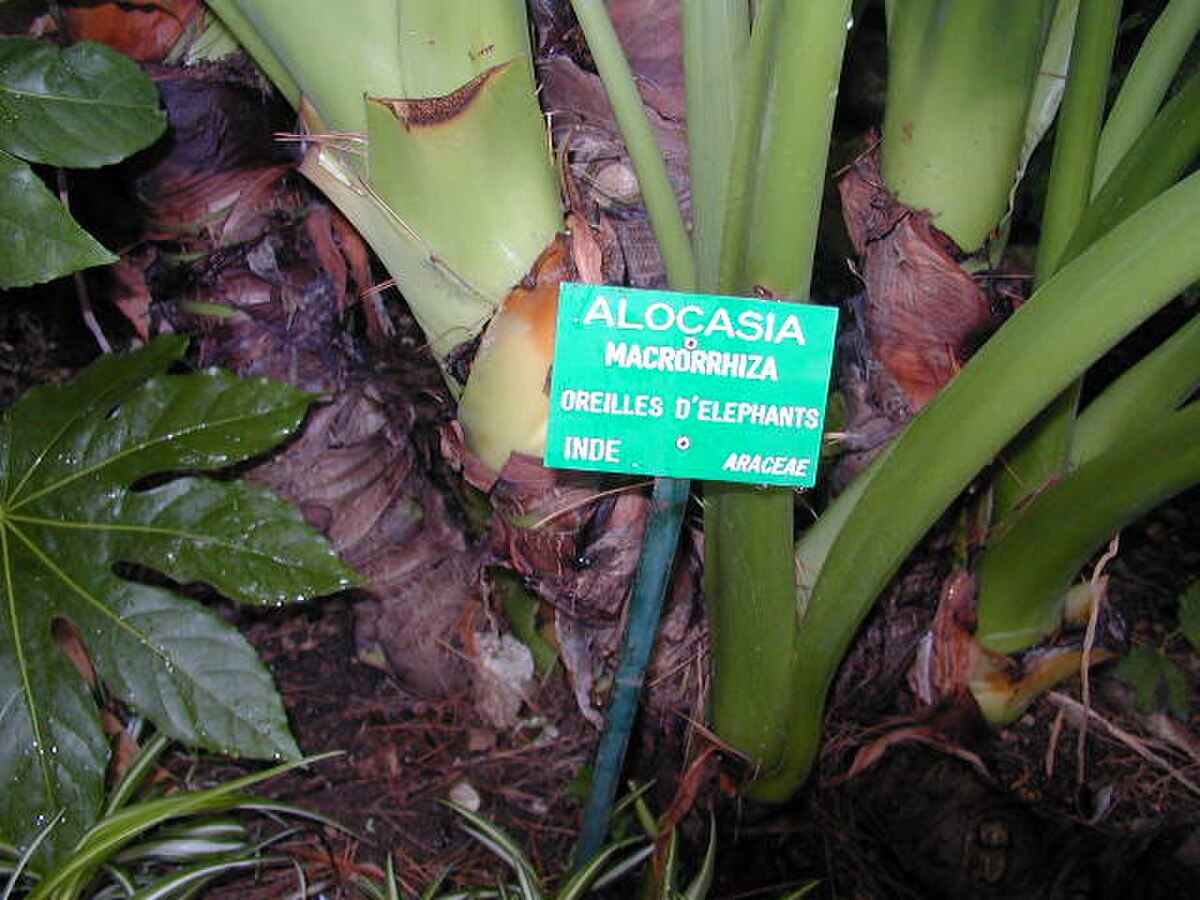 ALOCASIA
MACRORRHIZA
OREILLES D'ELEPHANTS
INDE ARACEAE